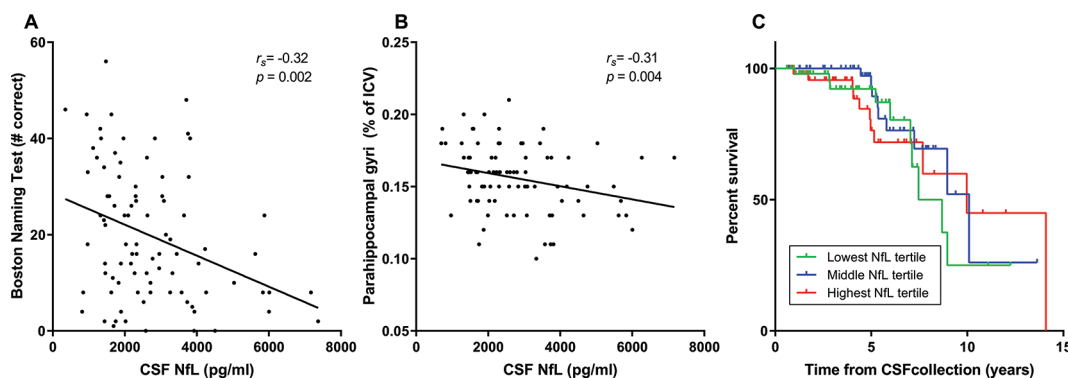 A
Boston Naming Test (# correct)
60
40
20
0
rs= -0.32
p = 0.002
0
2000
4000
6000
8000
CSF NfL (pg/ml)
B
Parahippocampal gyri (% of ICV)
0.25
0.20
0.15
0.10
0.05
rs= -0.31
p = 0.004
0
2000
4000
6000
8000
CSF NfL (pg/ml)
C
Percent survival
100
50
0
Lowest NfL tertile
Middle NfL tertile
Highest NfL tertile
0
5
10
15
Time from CSFcollection (years)